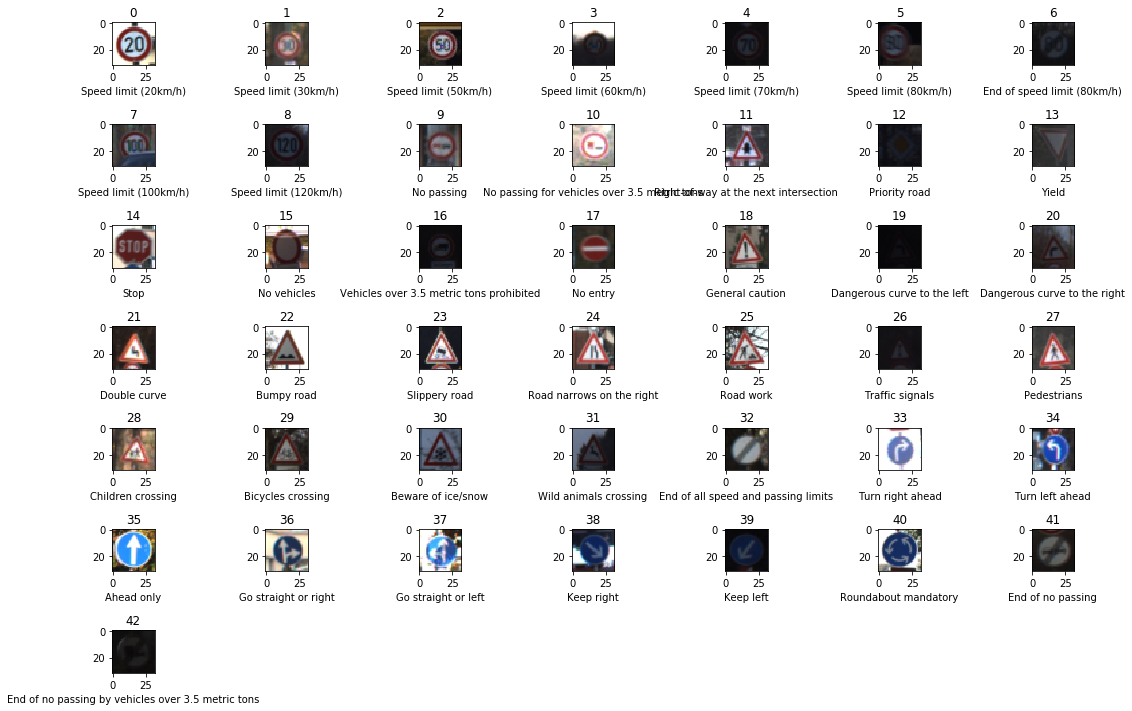 0 1 2 3 4 5 6
0 0 0 0 0 0 0
20 20 20 20 20 20 20
20 30 50 60 70 80 80
0 25 0 25 0 25 0 25 0 25 0 25 0 25
Speed limit (20km/h) Speed limit (30km/h) Speed limit (50km/h) Speed limit (60km/h) Speed limit (70km/h) Speed limit (80km/h) End of speed limit (80km/h)
7 8 9 10 11 12 13
0 0 0 0 0 0 0
20 20 20 20 20 20 20
100 120
0 25 0 25 0 25 0 25 0 25 0 25 0 25
Speed limit (100km/h) Speed limit (120km/h) No passing No passing for vehicles over 3.5 metric tons Right-of-way at the next intersection Priority road Yield
14 15 16 17 18 19 20
0 0 0 0 0 0 0
20 20 20 20 20 20 20
STOP
0 25 0 25 0 25 0 25 0 25 0 25 0 25
Stop No vehicles Vehicles over 3.5 metric tons prohibited No entry General caution Dangerous curve to the left Dangerous curve to the right
21 22 23 24 25 26 27
0 0 0 0 0 0 0
20 20 20 20 20 20 20
0 25 0 25 0 25 0 25 0 25 0 25 0 25
Double curve Bumpy road Slippery road Road narrows on the right Road work Traffic signals Pedestrians
28 29 30 31 32 33 34
0 0 0 0 0 0 0
20 20 20 20 20 20 20
0 25 0 25 0 25 0 25 0 25 0 25 0 25
Children crossing Bicycles crossing Beware of ice/snow Wild animals crossing End of all speed and passing limits Turn right ahead Turn left ahead
35 36 37 38 39 40 41
0 0 0 0 0 0 0
20 20 20 20 20 20 20
0 25 0 25 0 25 0 25 0 25 0 25 0 25
Ahead only Go straight or right Go straight or left Keep right Keep left Roundabout mandatory End of no passing
42
0
20
0 25
End of no passing by vehicles over 3.5 metric tons